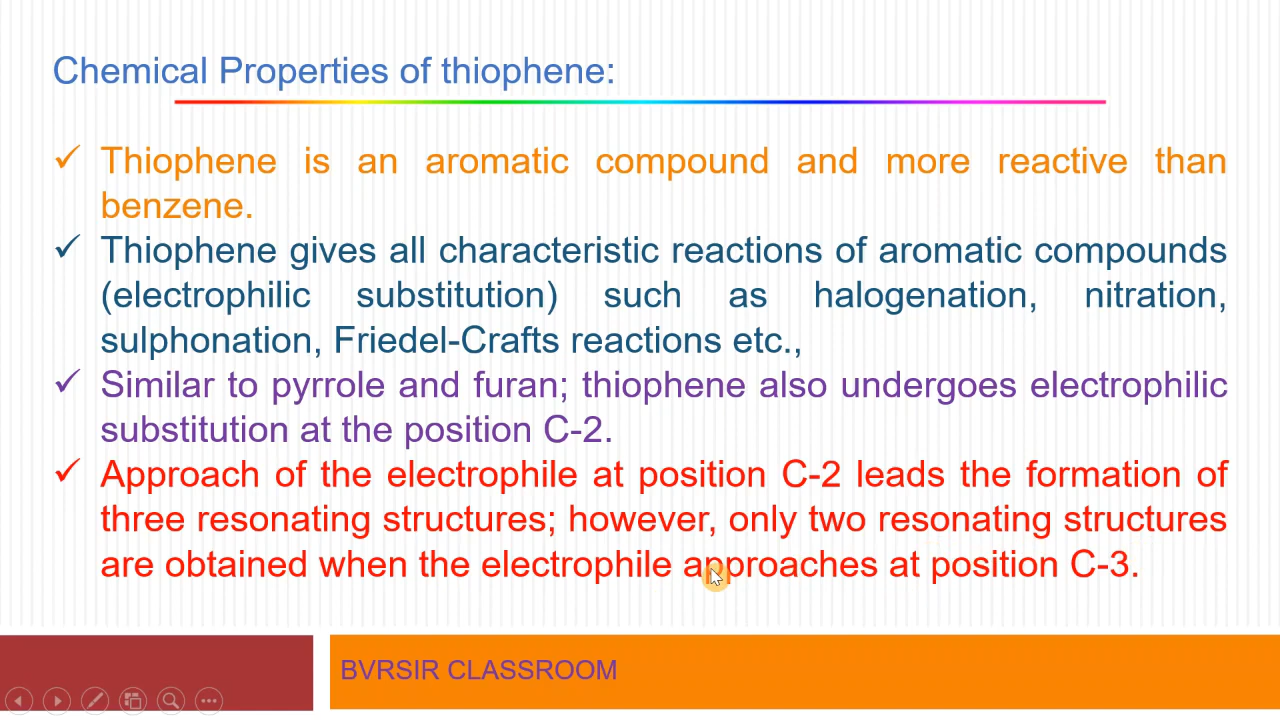 Chemical Properties of thiophene:
✓ Thiophene is an aromatic compound and more reactive than
benzene.
✓ Thiophene gives all characteristic reactions of aromatic compounds
(electrophilic substitution) such as halogenation, nitration,
sulphonation, Friedel-Crafts reactions etc.,
✓ Similar to pyrrole and furan; thiophene also undergoes electrophilic
substitution at the position C-2.
✓ Approach of the electrophile at position C-2 leads the formation of
three resonating structures; however, only two resonating structures
are obtained when the electrophile approaches at position C-3.
BVRSIR CLASSROOM